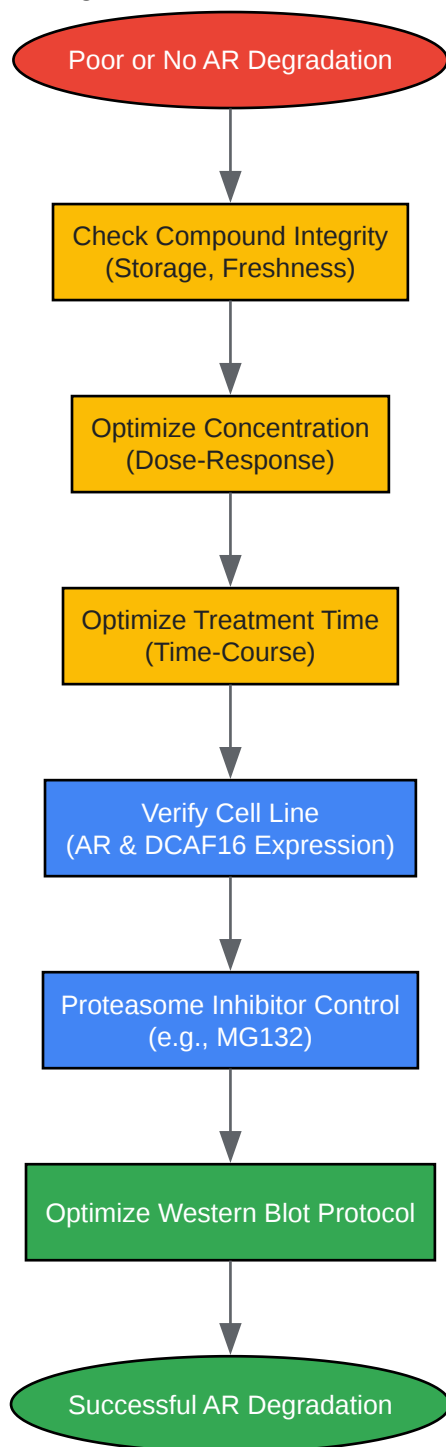 Poor or No AR Degradation
Check Compound Integrity
(Storage, Freshness)
Optimize Concentration
(Dose-Response)
Optimize Treatment Time
(Time-Course)
Verify Cell Line
(AR & DCAF16 Expression)
Proteasome Inhibitor Control
(e.g., MG132)
Optimize Western Blot Protocol
Successful AR Degradation